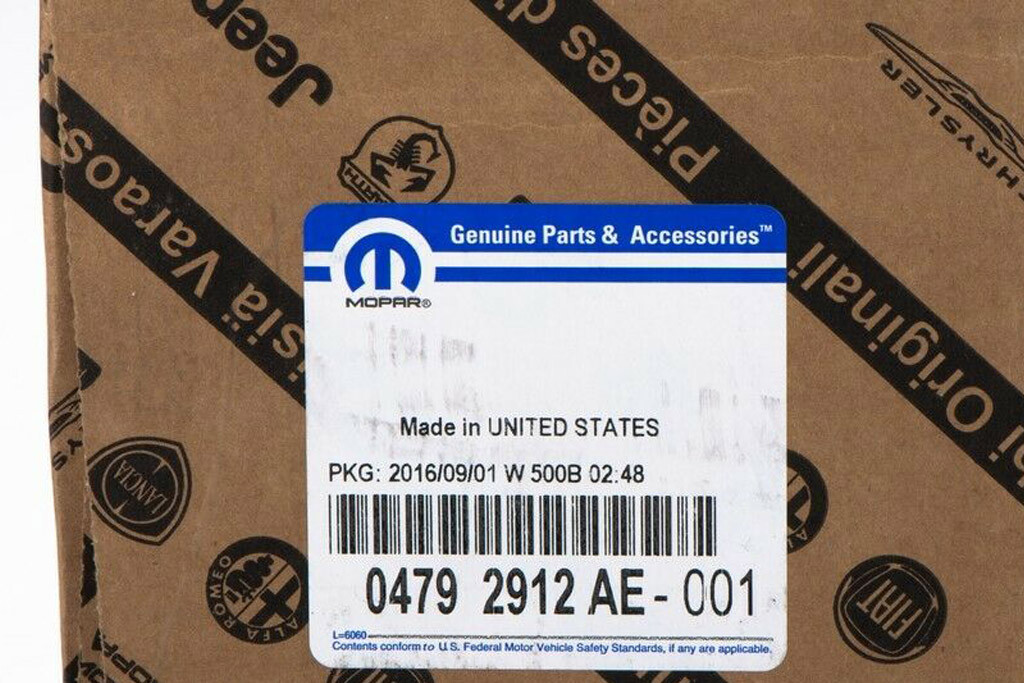 Jeep
Pièces d'
CHRYSLER
Varaos
isiä
Originali
MOPAR®
Genuine Parts & Accessories™
Made in UNITED STATES
PKG: 2016/09/01 W 500B 02:48
0479 2912 AE - 001
L=6060
Contents conform to U.S. Federal Motor Vehicle Safety Standards, if any are applicable.
LANCIA
ALFA ROMEO
FIAT
MOPA